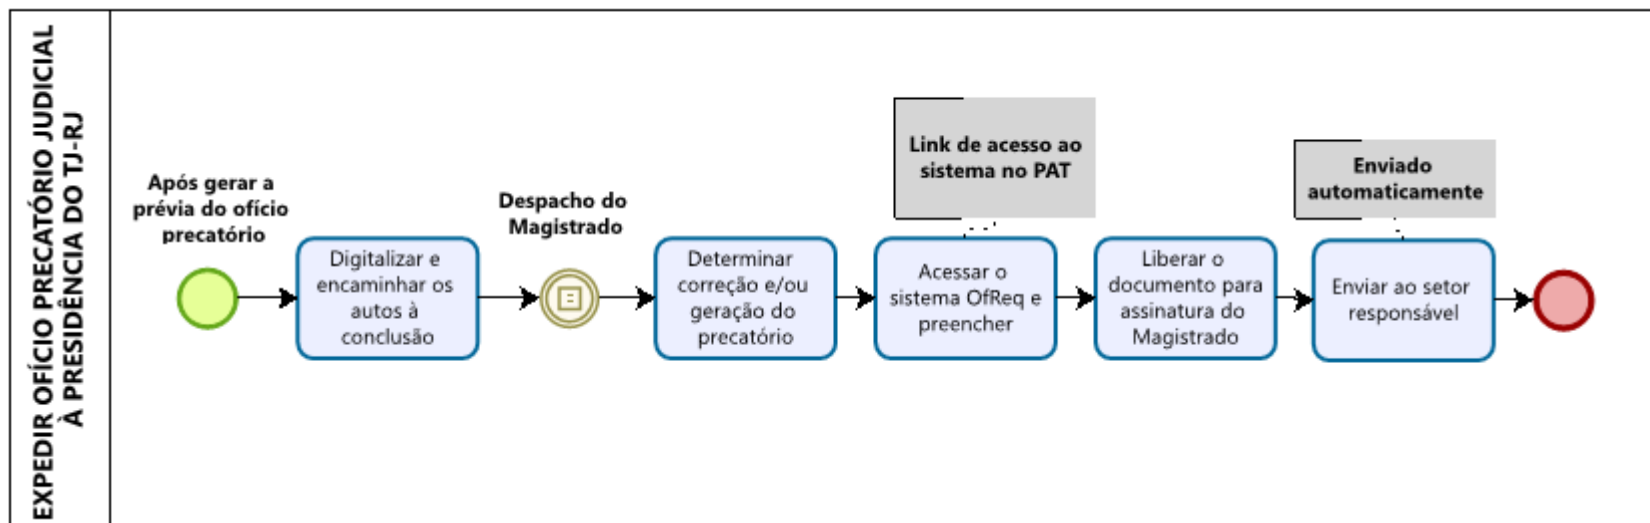 EXPEDIR OFÍCIO PRECATÓRIO JUDICIAL
À PRESIDÊNCIA DO TJ-RJ
Após gerar a
prévia do ofício
precatório
Digitalizar e
encaminhar os
autos à
conclusão
Despacho do
Magistrado
Determinar
correção e/ou
geração do
precatório
Link de acesso ao
sistema no PAT
Acessar o
sistema OfReq e
preencher
Liberar o
documento para
assinatura do
Magistrado
Enviado
automaticamente
Enviar ao setor
responsável